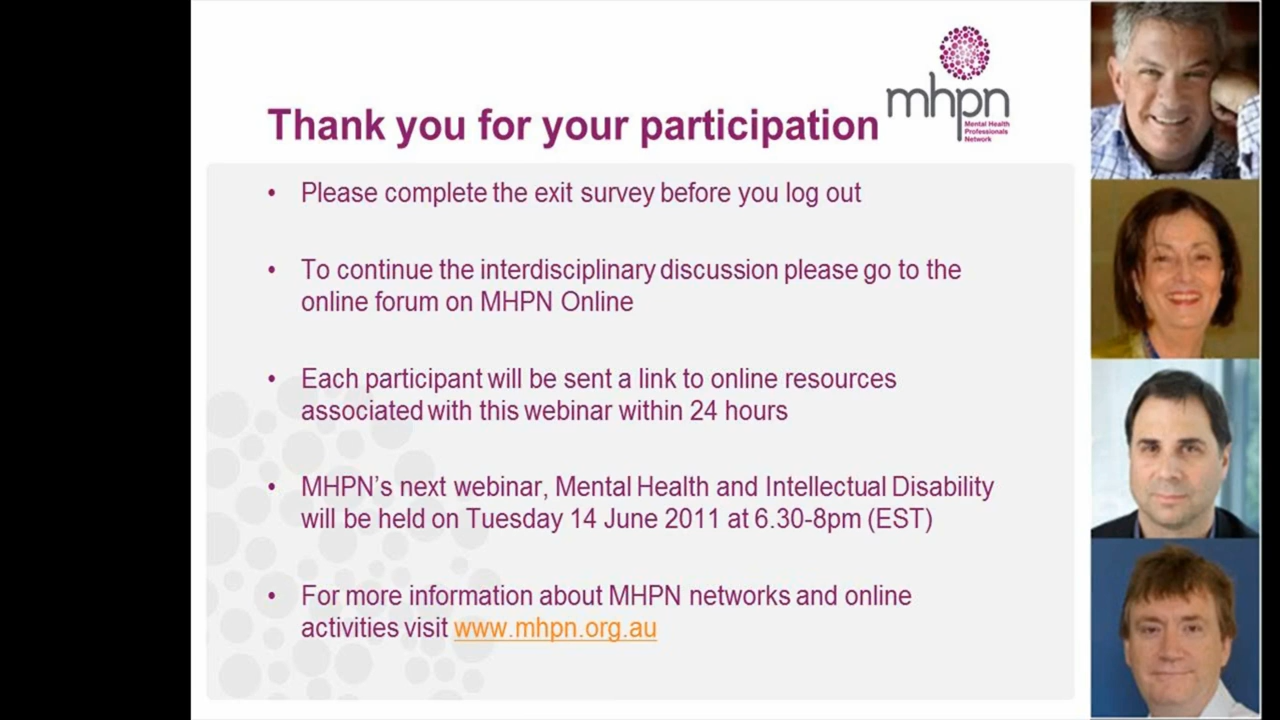 mhpn
Mental Health
Professionals
Network
Thank you for your participation
• Please complete the exit survey before you log out
• To continue the interdisciplinary discussion please go to the
online forum on MHPN Online
• Each participant will be sent a link to online resources
associated with this webinar within 24 hours
• MHPN’s next webinar, Mental Health and Intellectual Disability
will be held on Tuesday 14 June 2011 at 6.30-8pm (EST)
• For more information about MHPN networks and online
activities visit www.mhpn.org.au